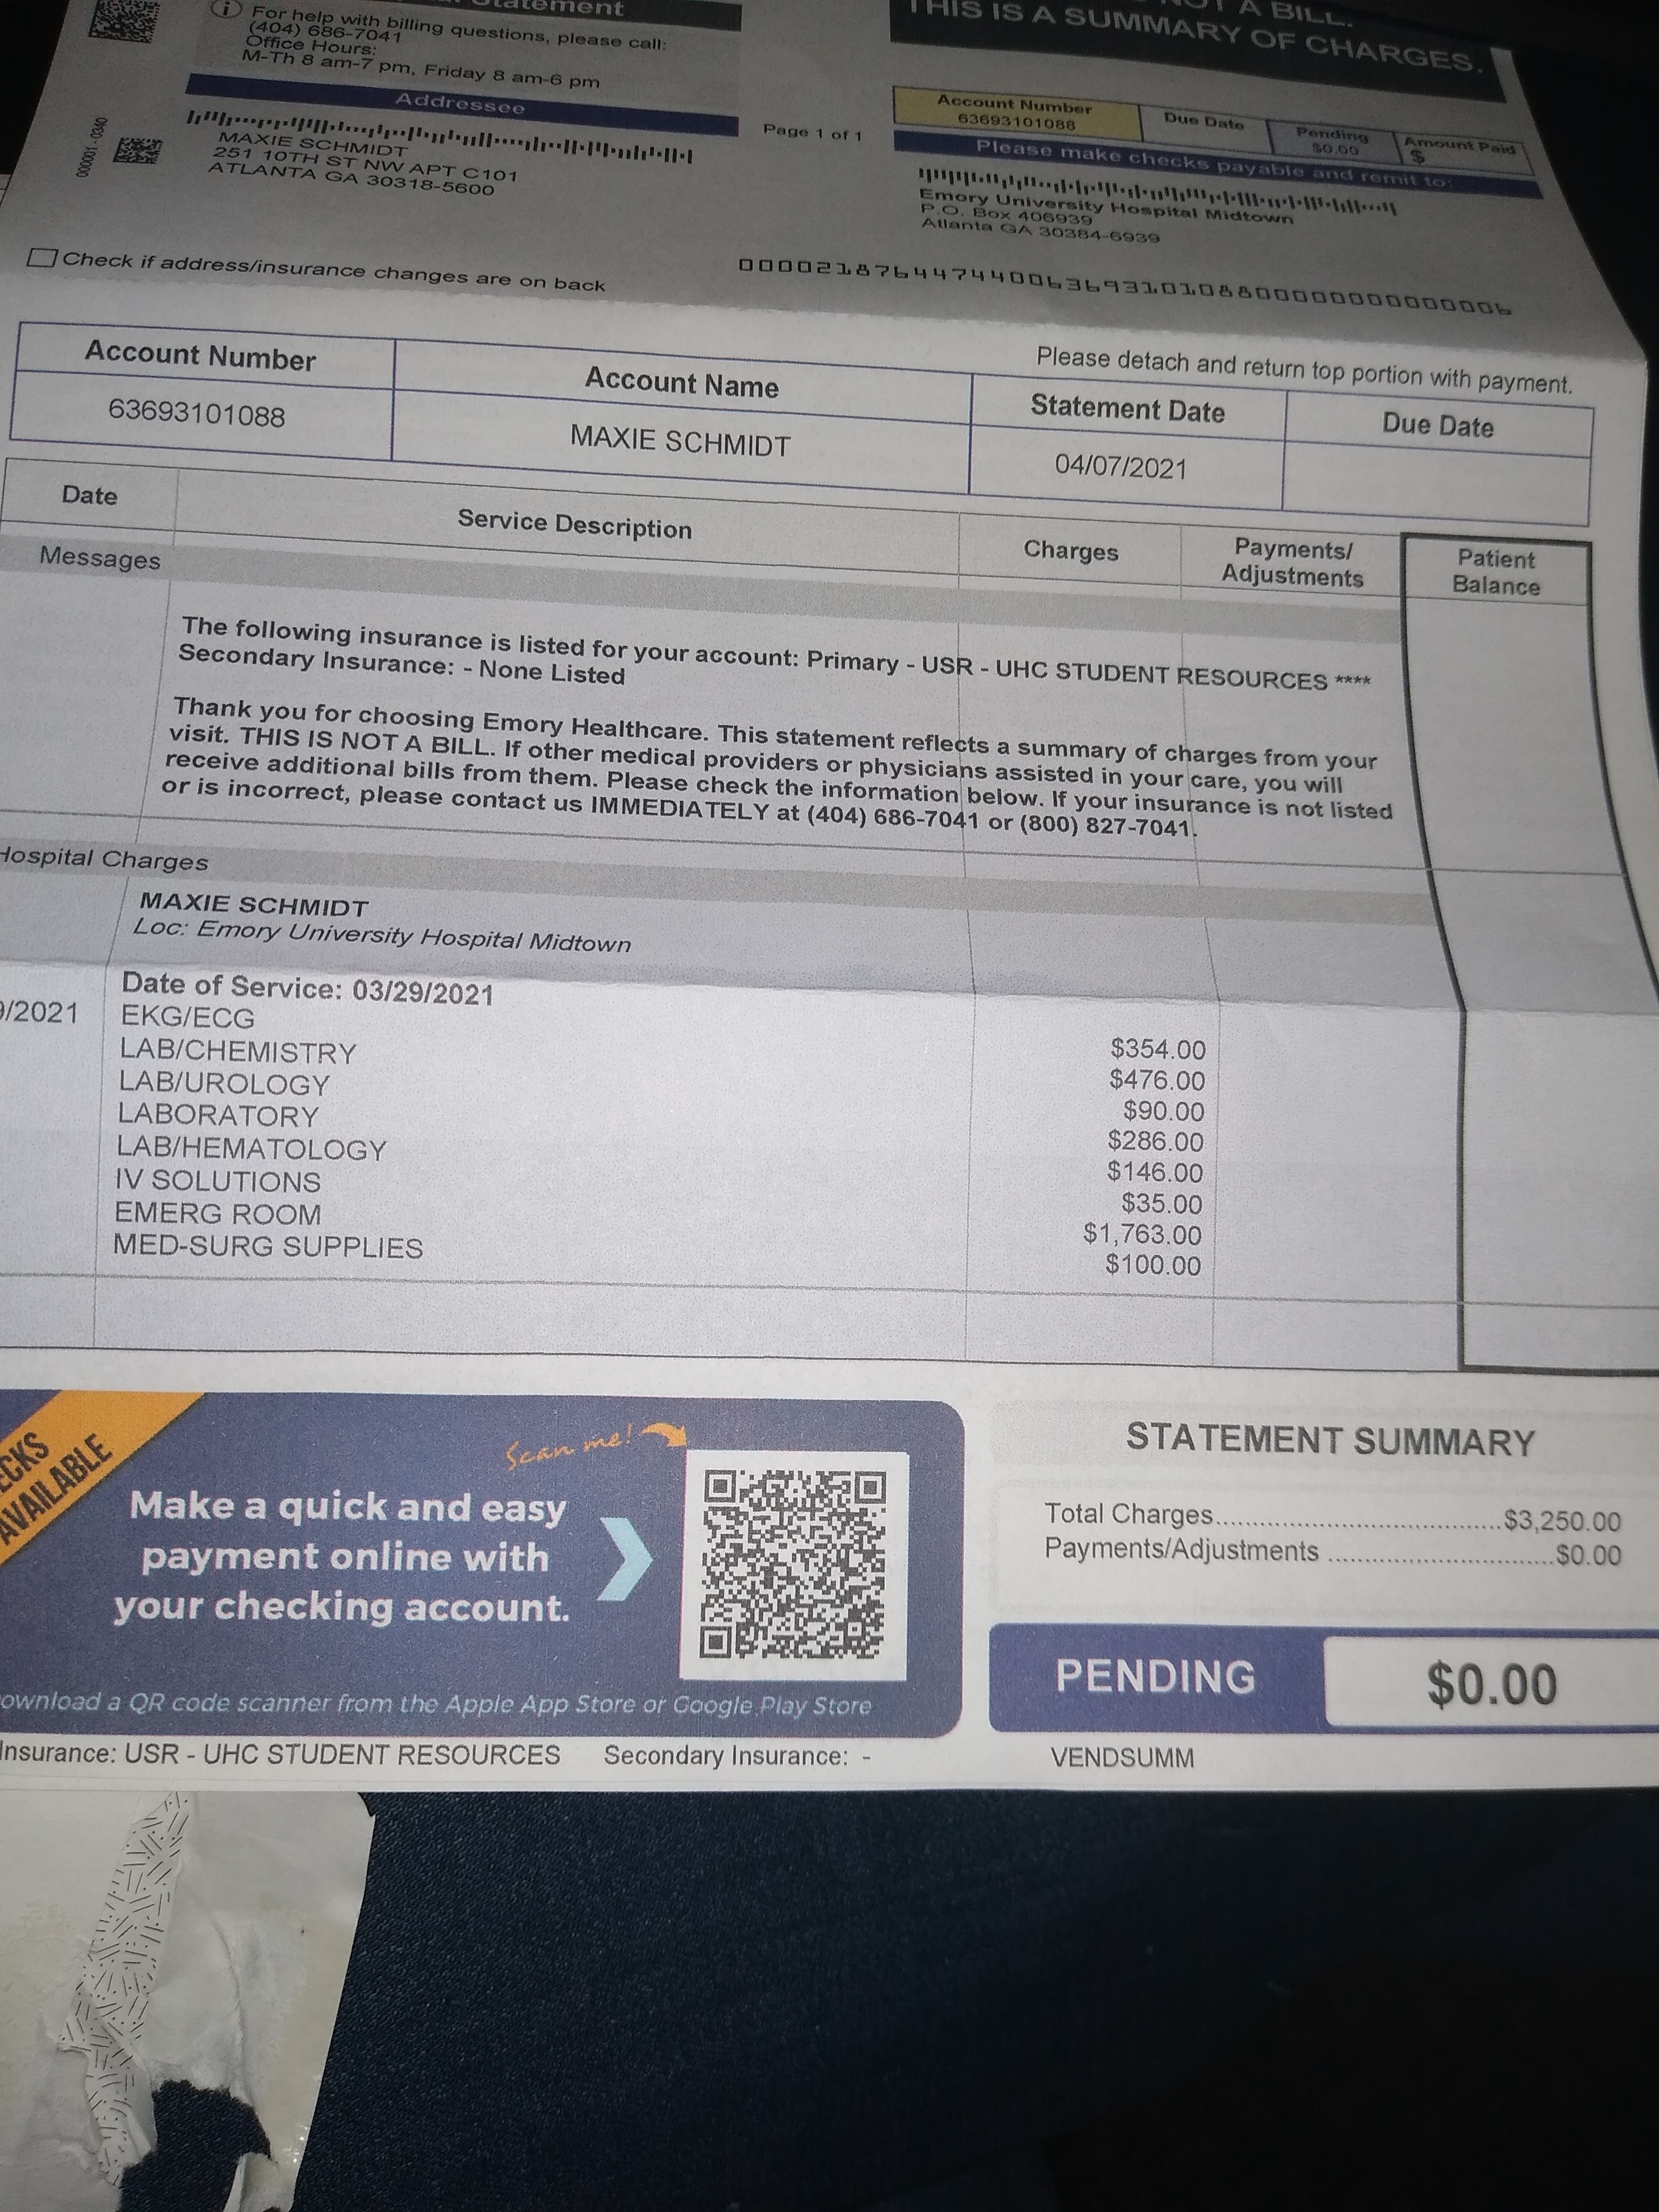 Statement
For help with billing questions, please call:
(404) 686-7041
Office Hours:
M-Th 8 am-7 pm, Friday 8 am-6 pm
NOT A BILL.
THIS IS A SUMMARY OF CHARGES.
Addressee
000001-0340
MAXIE SCHMIDT
251 10TH ST NW APT C101
ATLANTA GA 30318-5600
Page 1 of 1
Account Number Due Date Pending Amount Paid
63693101088 $0.00 $
Please make checks payable and remit to:
Emory University Hospital Midtown
P.O. Box 406939
Atlanta GA 30384-6939
Check if address/insurance changes are on back
Please detach and return top portion with payment.
Account Number Account Name Statement Date Due Date
63693101088 MAXIE SCHMIDT 04/07/2021
Date Service Description Charges Payments/ Adjustments Patient Balance
Messages
The following insurance is listed for your account: Primary - USR - UHC STUDENT RESOURCES ****
Secondary Insurance: - None Listed
Thank you for choosing Emory Healthcare. This statement reflects a summary of charges from your
visit. THIS IS NOT A BILL. If other medical providers or physicians assisted in your care, you will
receive additional bills from them. Please check the information below. If your insurance is not listed
or is incorrect, please contact us IMMEDIATELY at (404) 686-7041 or (800) 827-7041.
Hospital Charges
MAXIE SCHMIDT
Loc: Emory University Hospital Midtown
Date of Service: 03/29/2021
9/2021 EKG/ECG $354.00
LAB/CHEMISTRY $476.00
LAB/UROLOGY $90.00
LABORATORY $286.00
LAB/HEMATOLOGY $146.00
IV SOLUTIONS $35.00
EMERG ROOM $1,763.00
MED-SURG SUPPLIES $100.00
ECKS
AVAILABLE
Scan me!
Make a quick and easy
payment online with
your checking account.
ownload a QR code scanner from the Apple App Store or Google Play Store
STATEMENT SUMMARY
Total Charges $3,250.00
Payments/Adjustments $0.00
PENDING $0.00
Insurance: USR - UHC STUDENT RESOURCES Secondary Insurance: - VENDSUMM